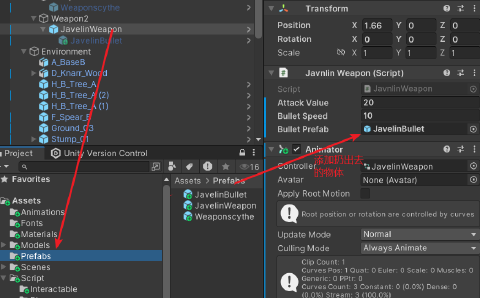 Weaponscythe
Weapon2
JavelinWeapon
JavelinBullet
Environment
A_BaseB
D_Knarr_Wood
H_B_Tree_A
H_B_Tree_A (2)
H_B_Tree_A (1)
F_Spear_B
Ground_03
Stump_01
Project
Unity Version Control
16
Favorites
Assets
Animations
Fonts
Materials
Models
Prefabs
Scenes
Script
Interactable
Assets > Prefabs
JavelinBullet
JavelinWeapon
Weaponscythe
Transform
Position X 1.66 Y 0 Z 0
Rotation X 0 Y 0 Z 0
Scale X 1 Y 1 Z 1
Javnlin Weapon (Script)
Script JavnlinWeapon
Attack Value 20
Bullet Speed 10
Bullet Prefab JavelinBullet
Animator
Controller JavelinWeapon
添加扔出去
的物体
Avatar None (Avatar)
Apply Root Motion
Root position or rotation are controlled by curves
Update Mode Normal
Culling Mode Always Animate
Clip Count: 1
Curves Pos: 1 Quat: 0 Euler: 0 Scale: 0 Muscles: 0
Generic: 0 PPtr: 0
Curves Count: 3 Constant: 0 (0.0%) Dense: 0
(0.0%) Stream: 3 (100.0%)